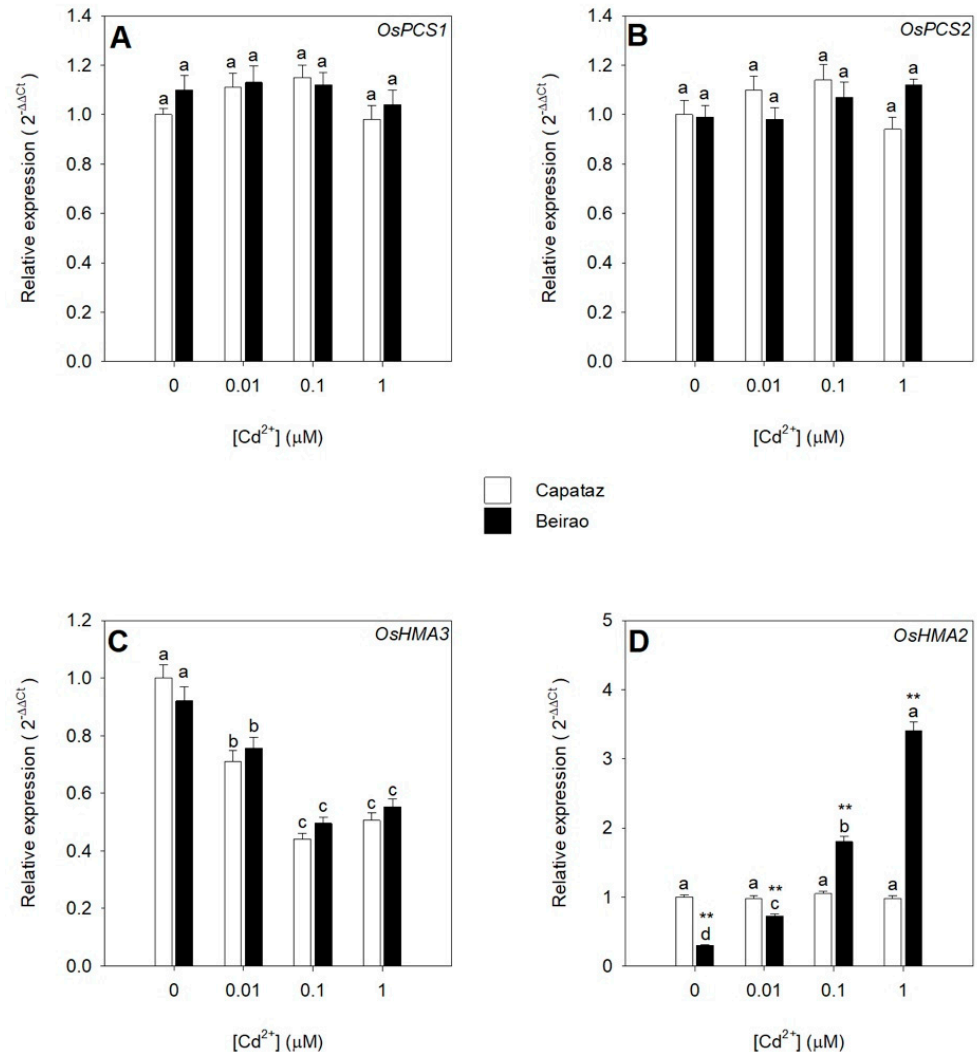 A
OsPCS1
Relative expression ( 2^-ΔΔCt)
1.4
1.2
1.0
0.8
0.6
0.4
0.2
0.0
a a a a a a a a
0 0.01 0.1 1
[Cd²⁺] (μM)
B
OsPCS2
Relative expression ( 2^-ΔΔCt)
1.4
1.2
1.0
0.8
0.6
0.4
0.2
0.0
a a a a a a a a
0 0.01 0.1 1
[Cd²⁺] (μM)
Capataz
Beirao
C
OsHMA3
Relative expression ( 2^-ΔΔCt)
1.2
1.0
0.8
0.6
0.4
0.2
0.0
a a b b c c c c
0 0.01 0.1 1
[Cd²⁺] (μM)
D
OsHMA2
Relative expression ( 2^-ΔΔCt)
5
4
3
2
1
0
** ** ** **
a d a c a b a a
0 0.01 0.1 1
[Cd²⁺] (μM)